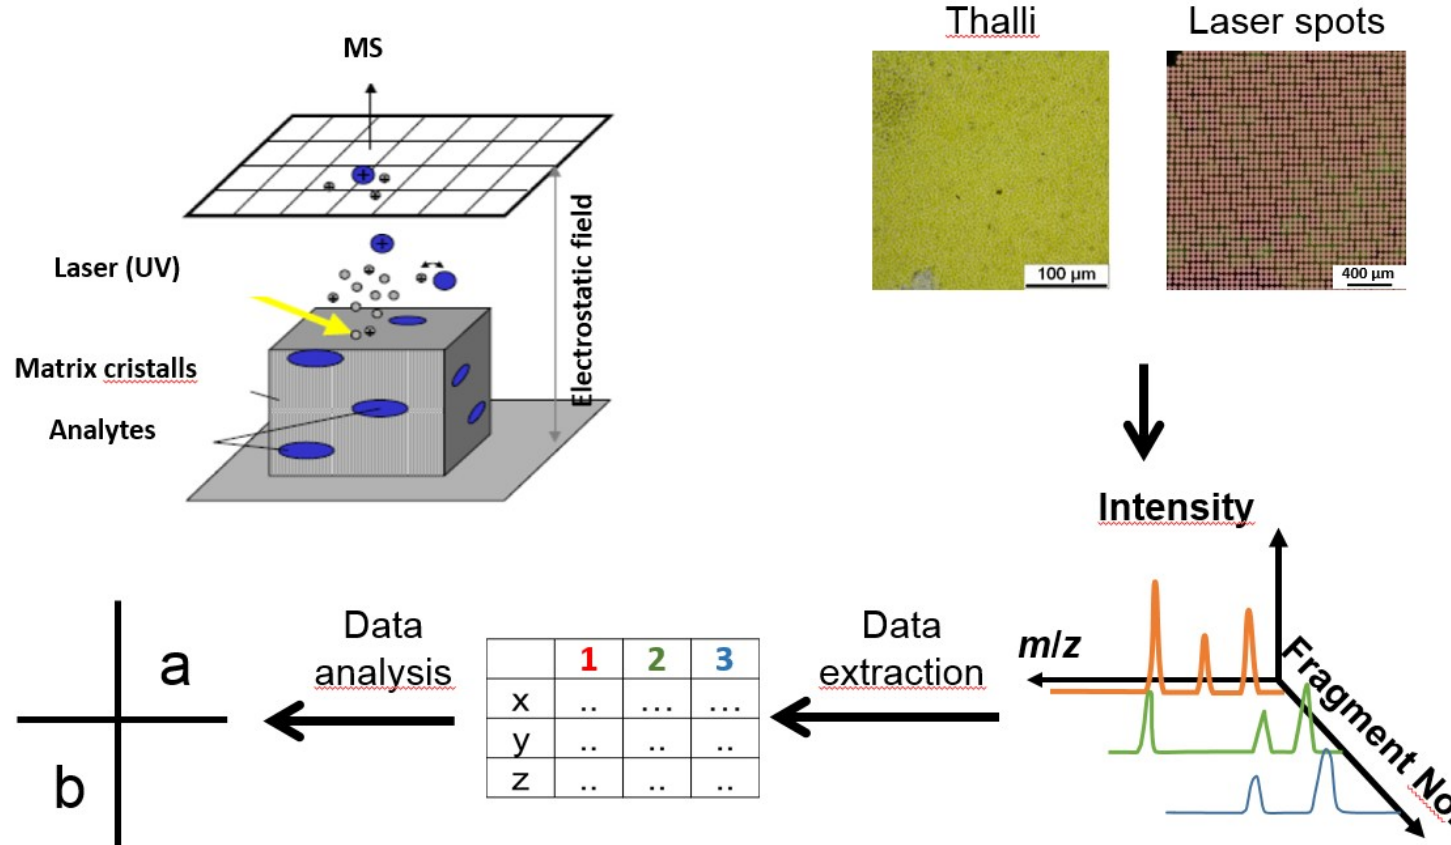 MS
Laser (UV)
Matrix cristalls
Analytes
Electrostatic field
Thalli
Laser spots
100 µm
400 µm
Intensity
m/z
Fragment No.
Data
extraction
1 2 3
x .. ... ...
y .. .. ..
z .. .. ..
Data
analysis
a
b